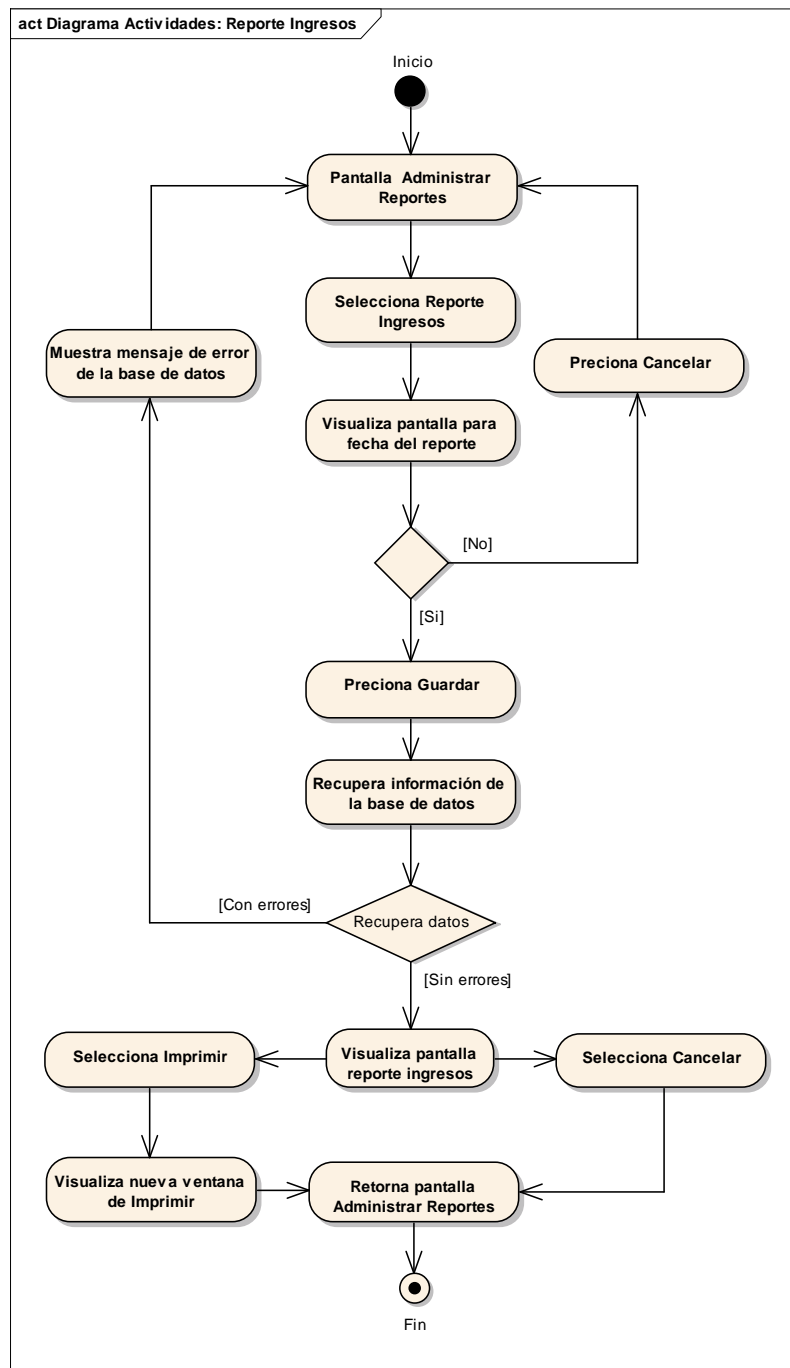 act Diagrama Actividades: Reporte Ingresos
Inicio
Pantalla Administrar
Reportes
Selecciona Reporte
Ingresos
Muestra mensaje de error
de la base de datos
Preciona Cancelar
Visualiza pantalla para
fecha del reporte
[No]
[Si]
Preciona Guardar
Recupera información de
la base de datos
[Con errores]
Recupera datos
[Sin errores]
Selecciona Imprimir
Visualiza pantalla
reporte ingresos
Selecciona Cancelar
Visualiza nueva ventana
de Imprimir
Retorna pantalla
Administrar Reportes
Fin